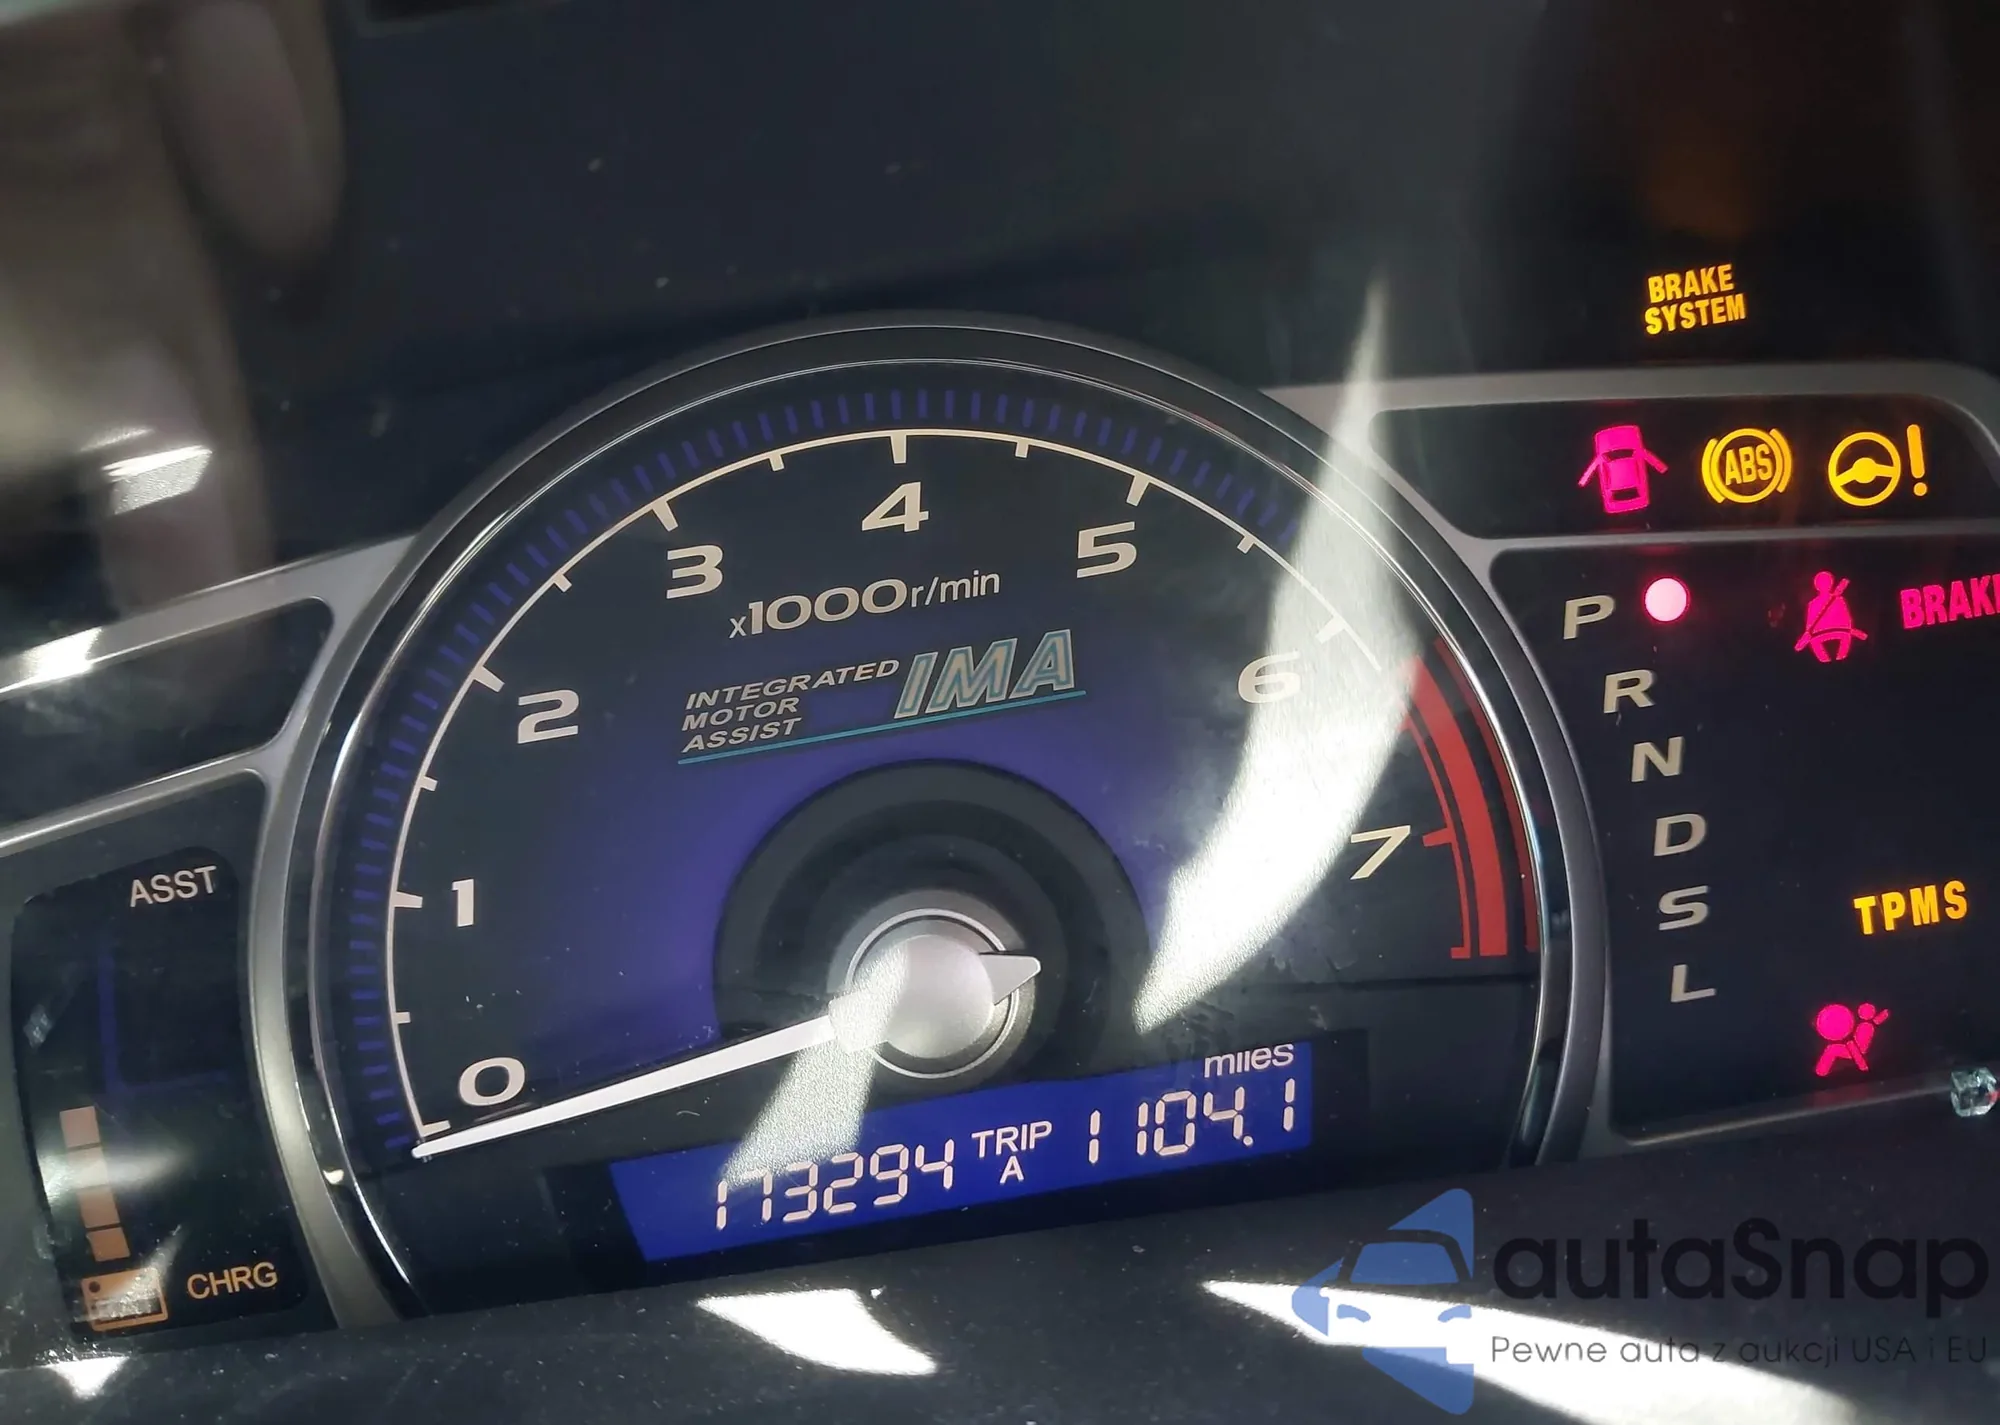 BRAKE
SYSTEM
ABS
!
4
3
5
x1000r/min
2
INTEGRATED
MOTOR
ASSIST
IMA
6
P
BRAKE
R
N
7
D
ASST
1
S
TPMS
L
0
miles
173294 TRIP A 1104.1
CHRG
autaSnap
Pewne auta z aukcji USA i EU